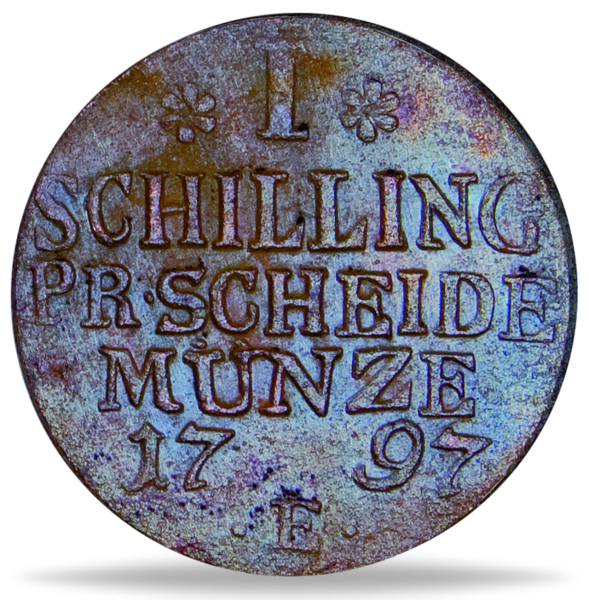 I
SCHILLING
PR·SCHEIDE
MÜNZE
17 97
·E·